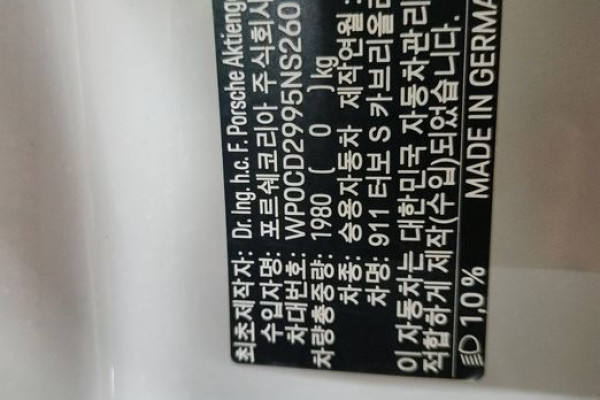 최초제작자: Dr. Ing. h.c. F. Porsche Aktienge
수입자명: 포르쉐코리아 주식회사
차대번호: WP0CD2995NS260
차량총중량: 1980 ( 0 ) kg
차종: 승용자동차 제작연월:
차명: 911 터보 S 카브리올레
이 자동차는 대한민국 자동차관리
적합하게 제작(수입)되었습니다.
MADE IN GERMA
1,0%